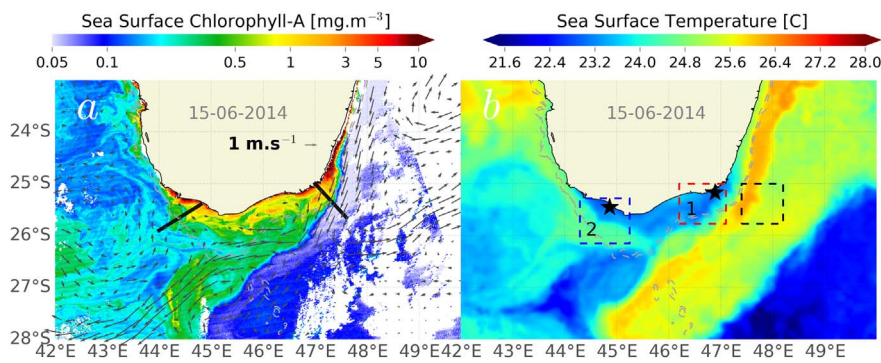 Sea Surface Chlorophyll-A [mg.m⁻³]
0.05 0.1 0.5 1 3 5 10
Sea Surface Temperature [C]
21.6 22.4 23.2 24.0 24.8 25.6 26.4 27.2 28.0
a
15-06-2014
1 m.s⁻¹
24°S
25°S
26°S
27°S
28°S
42°E 43°E 44°E 45°E 46°E 47°E 48°E 49°E
b
15-06-2014
1
2
42°E 43°E 44°E 45°E 46°E 47°E 48°E 49°E